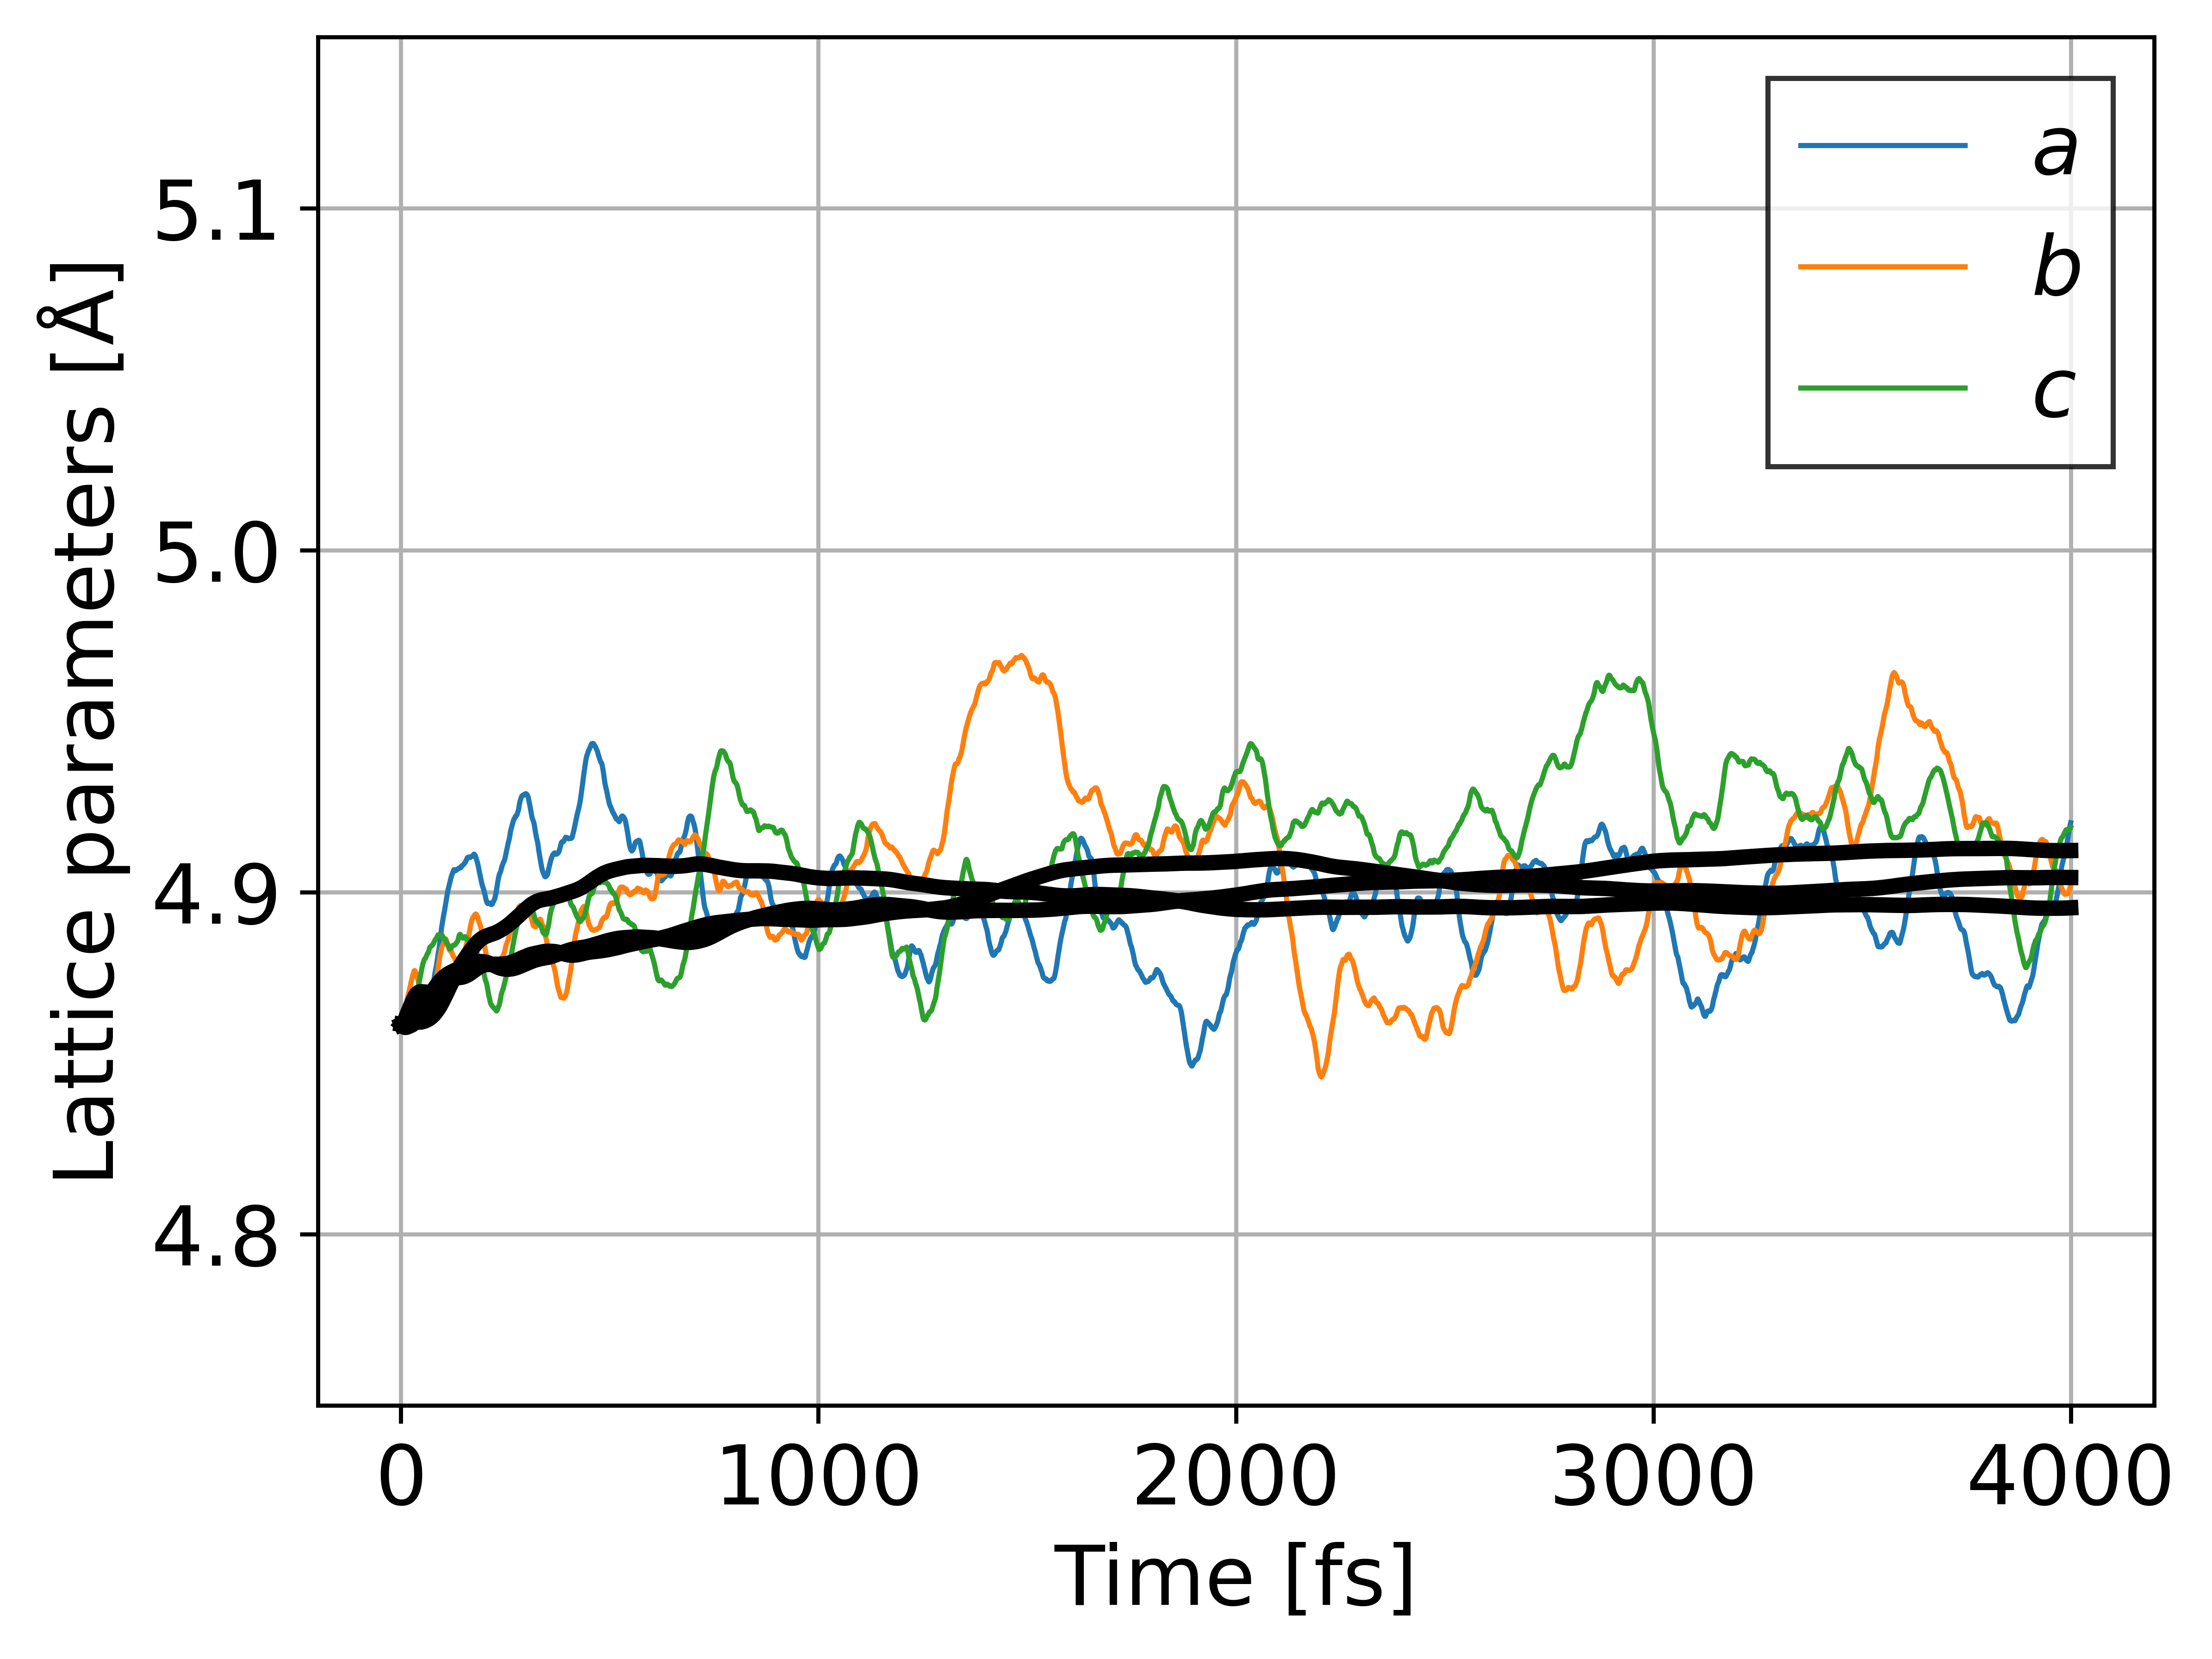 Lattice parameters [Å]
5.1
5.0
4.9
4.8
a
b
c
0 1000 2000 3000 4000
Time [fs]